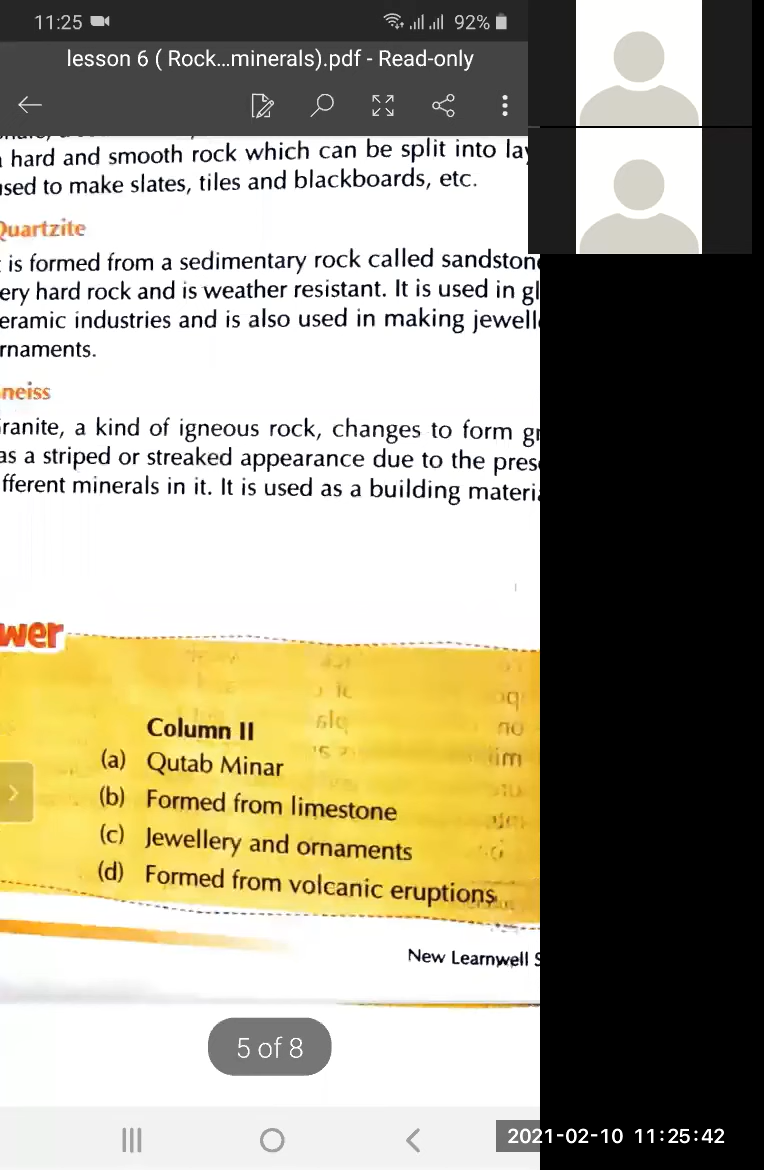 11:25
92%
lesson 6 ( Rock...minerals).pdf - Read-only
hard and smooth rock which can be split into lay
used to make slates, tiles and blackboards, etc.
Quartzite
is formed from a sedimentary rock called sandston
ery hard rock and is weather resistant. It is used in gl
eramic industries and is also used in making jewell
rnaments.
neiss
ranite, a kind of igneous rock, changes to form gr
as a striped or streaked appearance due to the pres
fferent minerals in it. It is used as a building materia
wer
Column II
(a) Qutab Minar
(b) Formed from limestone
(c) Jewellery and ornaments
(d) Formed from volcanic eruptions
New Learnwell S
5 of 8
2021-02-10 11:25:42